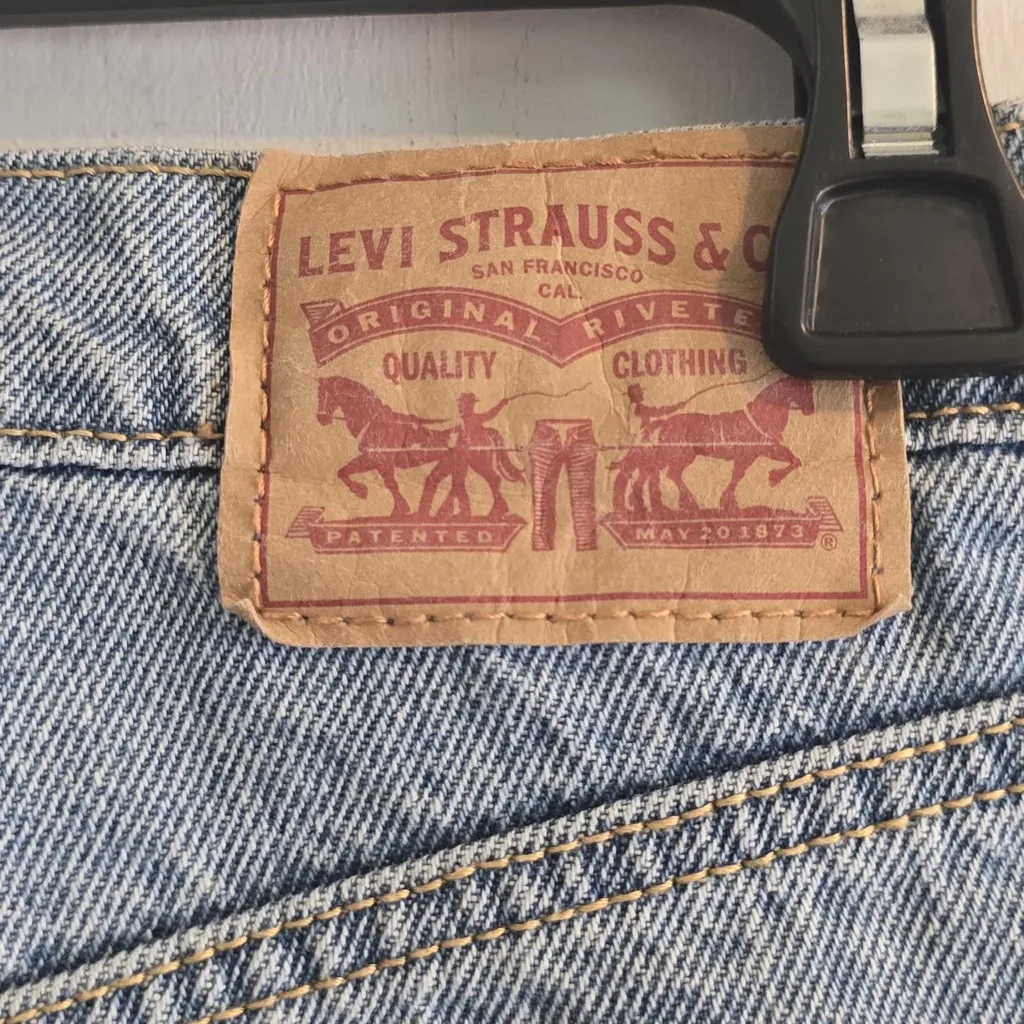 LEVI STRAUSS & C
SAN FRANCISCO
CAL
ORIGINAL RIVETE
QUALITY CLOTHING
PATENTED MAY 20 1873 ®